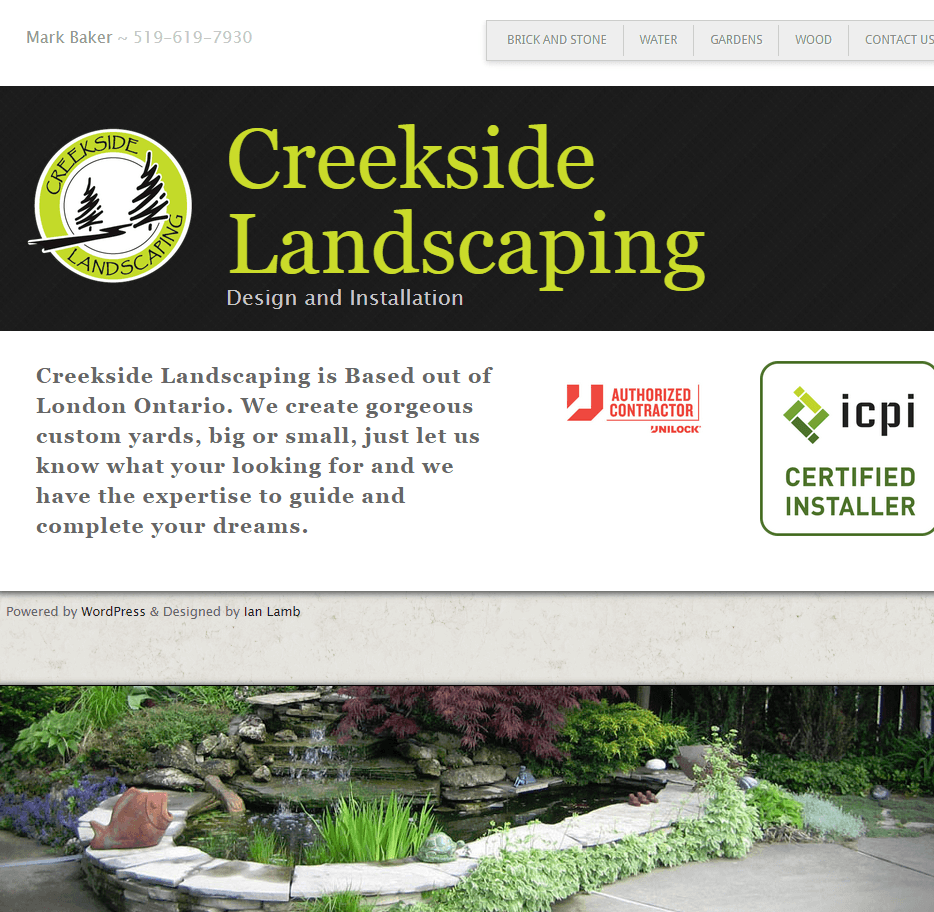 Mark Baker ~ 519-619-7930
BRICK AND STONE
WATER
GARDENS
WOOD
CONTACT US
CREEKSIDE
LANDSCAPING
Creekside
Landscaping
Design and Installation
Creekside Landscaping is Based out of
London Ontario. We create gorgeous
custom yards, big or small, just let us
know what your looking for and we
have the expertise to guide and
complete your dreams.
AUTHORIZED
CONTRACTOR
UNILOCK
icpi
CERTIFIED
INSTALLER
Powered by WordPress & Designed by Ian Lamb